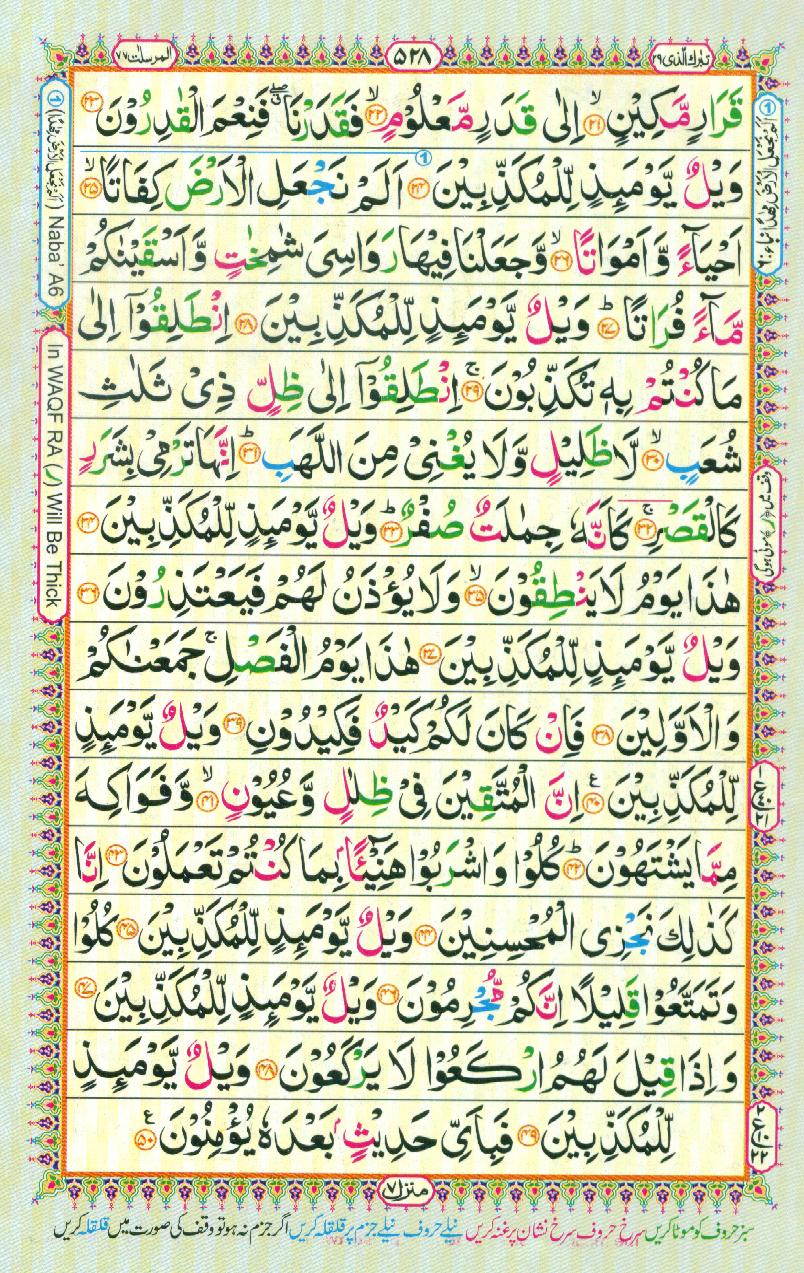 تبٰرك الّذى ٢٩
٥٢٨
المرسلٰت ٧٧
قَرَارٍ مَّكِيْنٍ ﴿٢١﴾ اِلٰى قَدَرٍ مَّعْلُوْمٍ ﴿٢٢﴾ فَقَدَرْنَا فَنِعْمَ الْقٰدِرُوْنَ ﴿٢٣﴾
وَيْلٌ يَّوْمَىِٕذٍ لِّلْمُكَذِّبِيْنَ ﴿٢٤﴾ اَلَمْ نَجْعَلِ الْاَرْضَ كِفَاتًا ﴿٢٥﴾
اَحْيَآءً وَّ اَمْوَاتًا ﴿٢٦﴾ وَّ جَعَلْنَا فِيْهَا رَوَاسِىَ شٰمِخٰتٍ وَّ اَسْقَيْنٰكُمْ
مَّآءً فُرَاتًا ﴿٢٧﴾ وَيْلٌ يَّوْمَىِٕذٍ لِّلْمُكَذِّبِيْنَ ﴿٢٨﴾ اِنْطَلِقُوْۤا اِلٰى
مَا كُنْتُمْ بِهٖ تُكَذِّبُوْنَ ﴿٢٩﴾ اِنْطَلِقُوْۤا اِلٰى ظِلٍّ ذِىْ ثَلٰثِ
شُعَبٍ ﴿٣٠﴾ لَّا ظَلِيْلٍ وَّ لَا يُغْنِىْ مِنَ اللَّهَبِ ﴿٣١﴾ اِنَّهَا تَرْمِىْ بِشَرَرٍ
كَالْقَصْرِ ﴿٣٢﴾ كَاَنَّهٗ جِمٰلَتٌ صُفْرٌ ﴿٣٣﴾ وَيْلٌ يَّوْمَىِٕذٍ لِّلْمُكَذِّبِيْنَ ﴿٣٤﴾
هٰذَا يَوْمُ لَا يَنْطِقُوْنَ ﴿٣٥﴾ وَ لَا يُؤْذَنُ لَهُمْ فَيَعْتَذِرُوْنَ ﴿٣٦﴾
وَيْلٌ يَّوْمَىِٕذٍ لِّلْمُكَذِّبِيْنَ ﴿٣٧﴾ هٰذَا يَوْمُ الْفَصْلِ جَمَعْنٰكُمْ
وَ الْاَوَّلِيْنَ ﴿٣٨﴾ فَاِنْ كَانَ لَكُمْ كَيْدٌ فَكِيْدُوْنِ ﴿٣٩﴾ وَيْلٌ يَّوْمَىِٕذٍ
لِّلْمُكَذِّبِيْنَ ﴿٤٠﴾ اِنَّ الْمُتَّقِيْنَ فِىْ ظِلٰلٍ وَّ عُيُوْنٍ ﴿٤١﴾ وَّ فَوَاكِهَ
مِمَّا يَشْتَهُوْنَ ﴿٤٢﴾ كُلُوْا وَ اشْرَبُوْا هَنِيْٓـًٔۢا بِمَا كُنْتُمْ تَعْمَلُوْنَ ﴿٤٣﴾ اِنَّا
كَذٰلِكَ نَجْزِى الْمُحْسِنِيْنَ ﴿٤٤﴾ وَيْلٌ يَّوْمَىِٕذٍ لِّلْمُكَذِّبِيْنَ ﴿٤٥﴾ كُلُوْا
وَ تَمَتَّعُوْا قَلِيْلًا اِنَّكُمْ مُّجْرِمُوْنَ ﴿٤٦﴾ وَيْلٌ يَّوْمَىِٕذٍ لِّلْمُكَذِّبِيْنَ ﴿٤٧﴾
وَ اِذَا قِيْلَ لَهُمُ ارْكَعُوْا لَا يَرْكَعُوْنَ ﴿٤٨﴾ وَيْلٌ يَّوْمَىِٕذٍ
لِّلْمُكَذِّبِيْنَ ﴿٤٩﴾ فَبِاَىِّ حَدِيْثٍۭ بَعْدَهٗ يُؤْمِنُوْنَ ﴿٥٠﴾
منزل ٧
سبز حروف کو موٹا کریں سرخ حروف سرخ نشان پر غنہ کریں نیلے حروف نیلے جزم پر قلقلہ کریں اگر جزم نہ ہو تو وقف کی صورت میں قلقلہ کریں
Naba' A6
In WAQF RA (ر) Will Be Thick